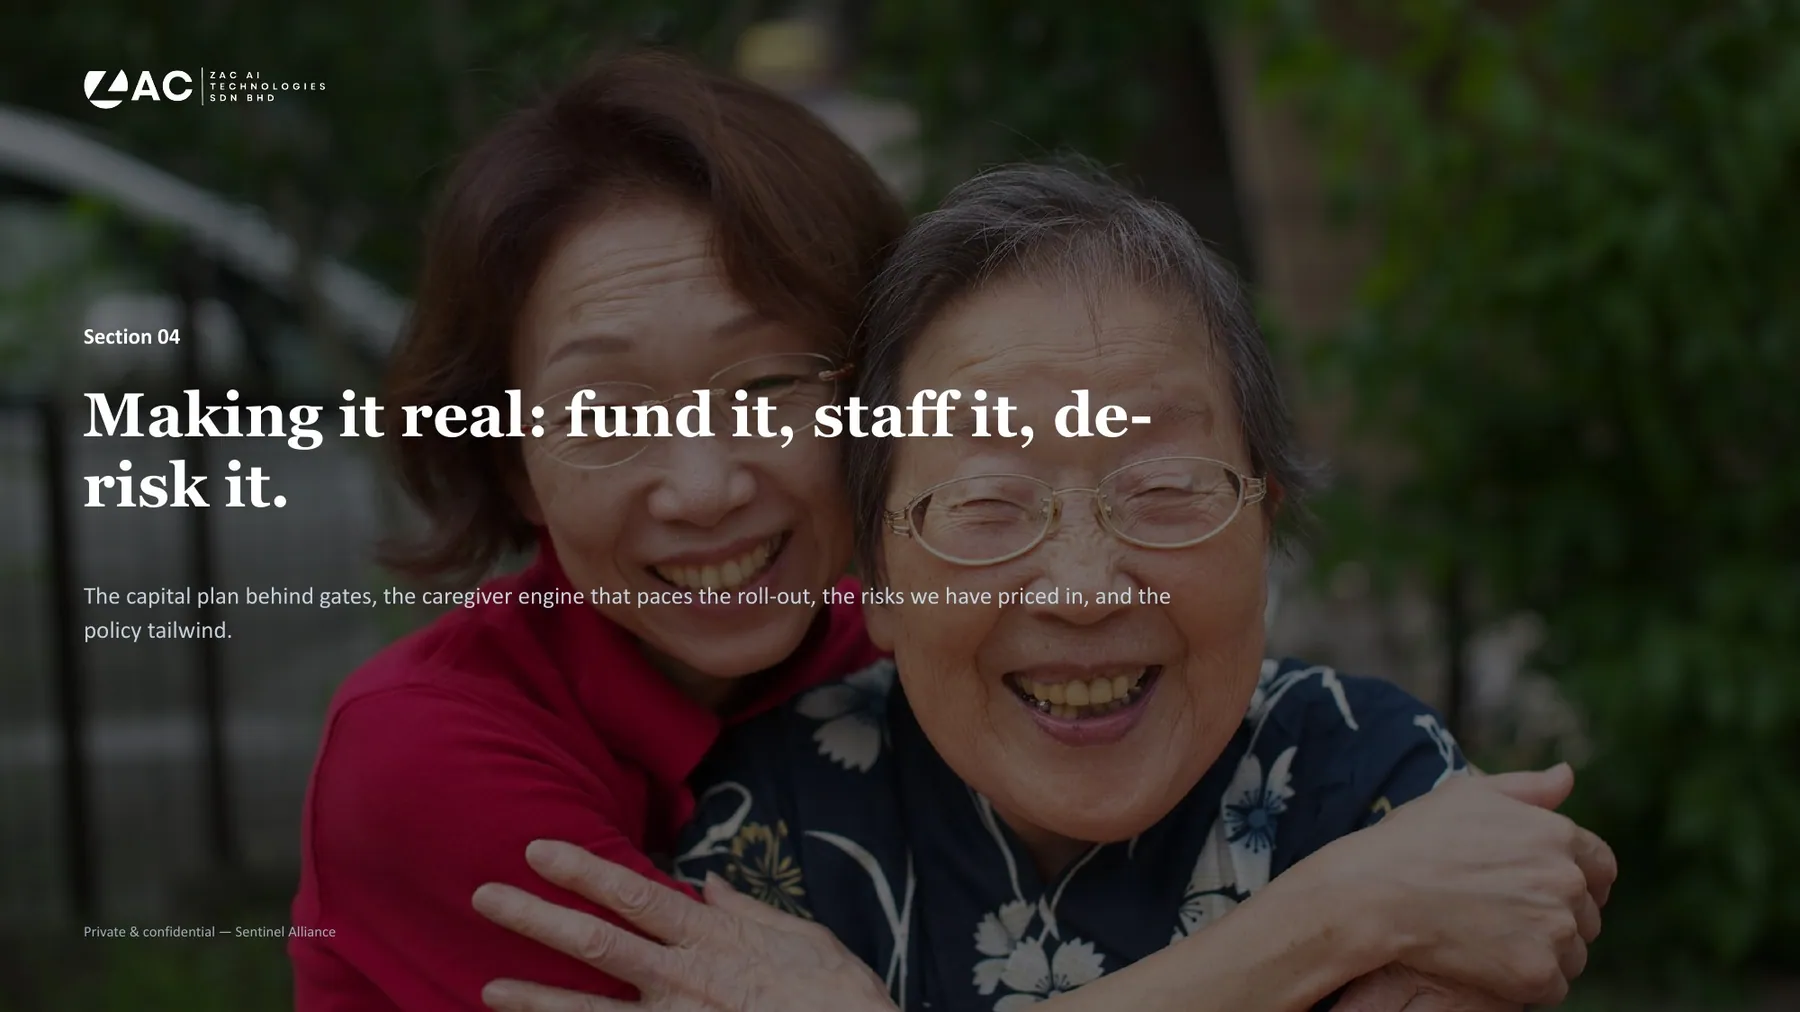 ZAC
ZAC AI
TECHNOLOGIES
SDN BHD
Section 04
Making it real: fund it, staff it, de-
risk it.
The capital plan behind gates, the caregiver engine that paces the roll-out, the risks we have priced in, and the
policy tailwind.
Private & confidential — Sentinel Alliance